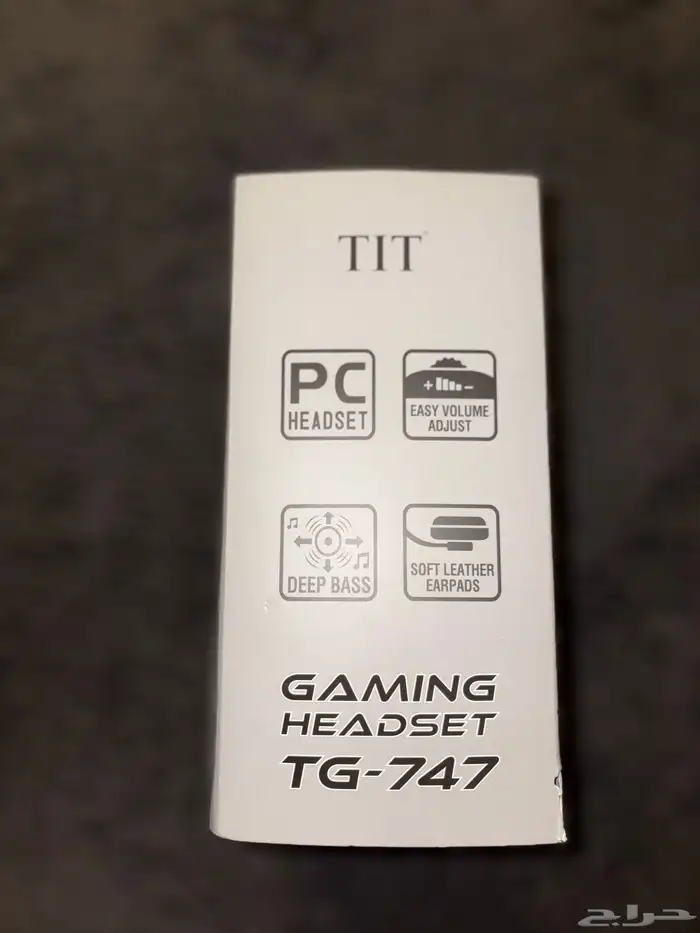 TIT
PC
HEADSET
EASY VOLUME
ADJUST
DEEP BASS
SOFT LEATHER
EARPADS
GAMING
HEADSET
TG-747
حراج